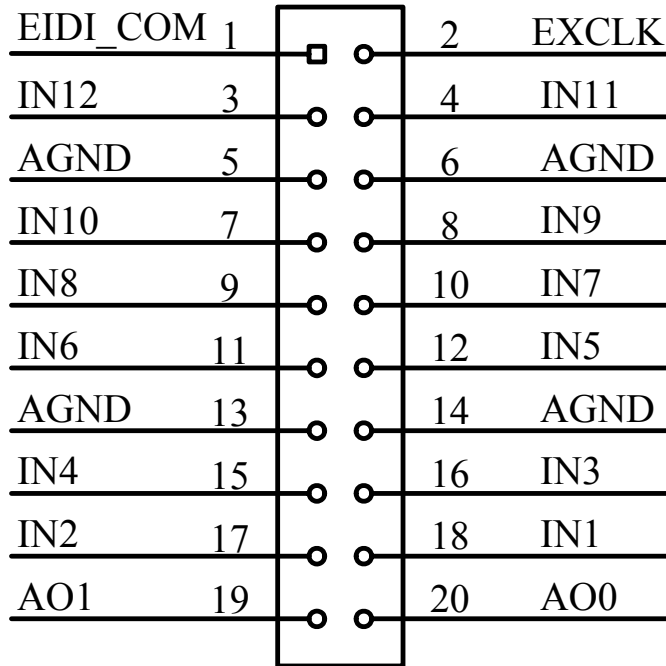 EIDI_COM 1 2 EXCLK
IN12 3 4 IN11
AGND 5 6 AGND
IN10 7 8 IN9
IN8 9 10 IN7
IN6 11 12 IN5
AGND 13 14 AGND
IN4 15 16 IN3
IN2 17 18 IN1
AO1 19 20 AO0